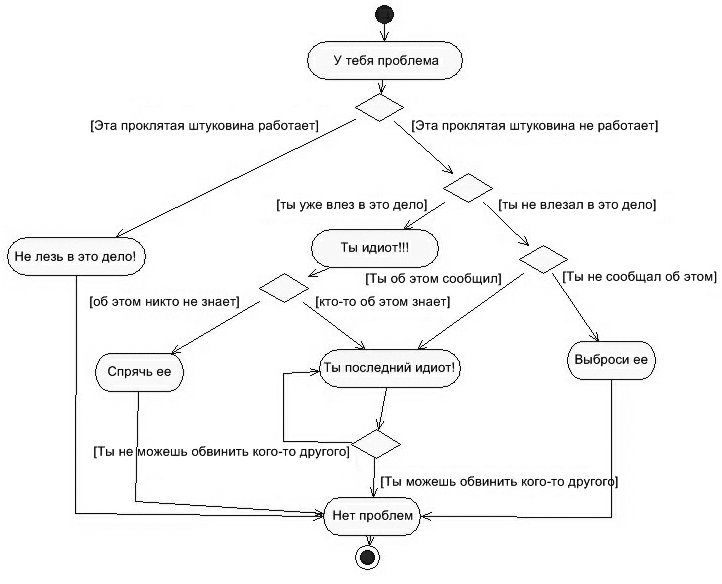 У тебя проблема
[Эта проклятая штуковина работает]
[Эта проклятая штуковина не работает]
[ты уже влез в это дело]
[ты не влезал в это дело]
Не лезь в это дело!
Ты идиот!!!
[Ты об этом сообщил]
[Ты не сообщал об этом]
[об этом никто не знает]
[кто-то об этом знает]
Спрячь ее
Ты последний идиот!
Выброси ее
[Ты не можешь обвинить кого-то другого]
[Ты можешь обвинить кого-то другого]
Нет проблем